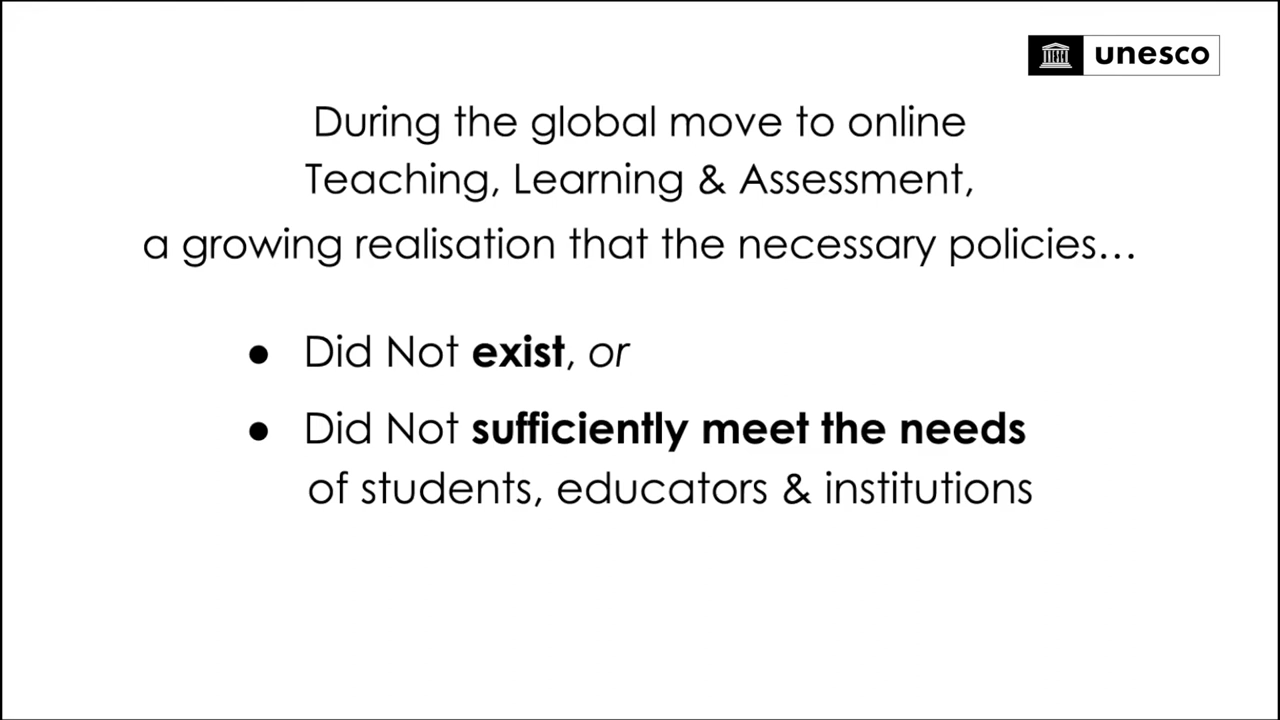 unesco
During the global move to online
Teaching, Learning & Assessment,
a growing realisation that the necessary policies…
● Did Not exist, or
● Did Not sufficiently meet the needs
of students, educators & institutions